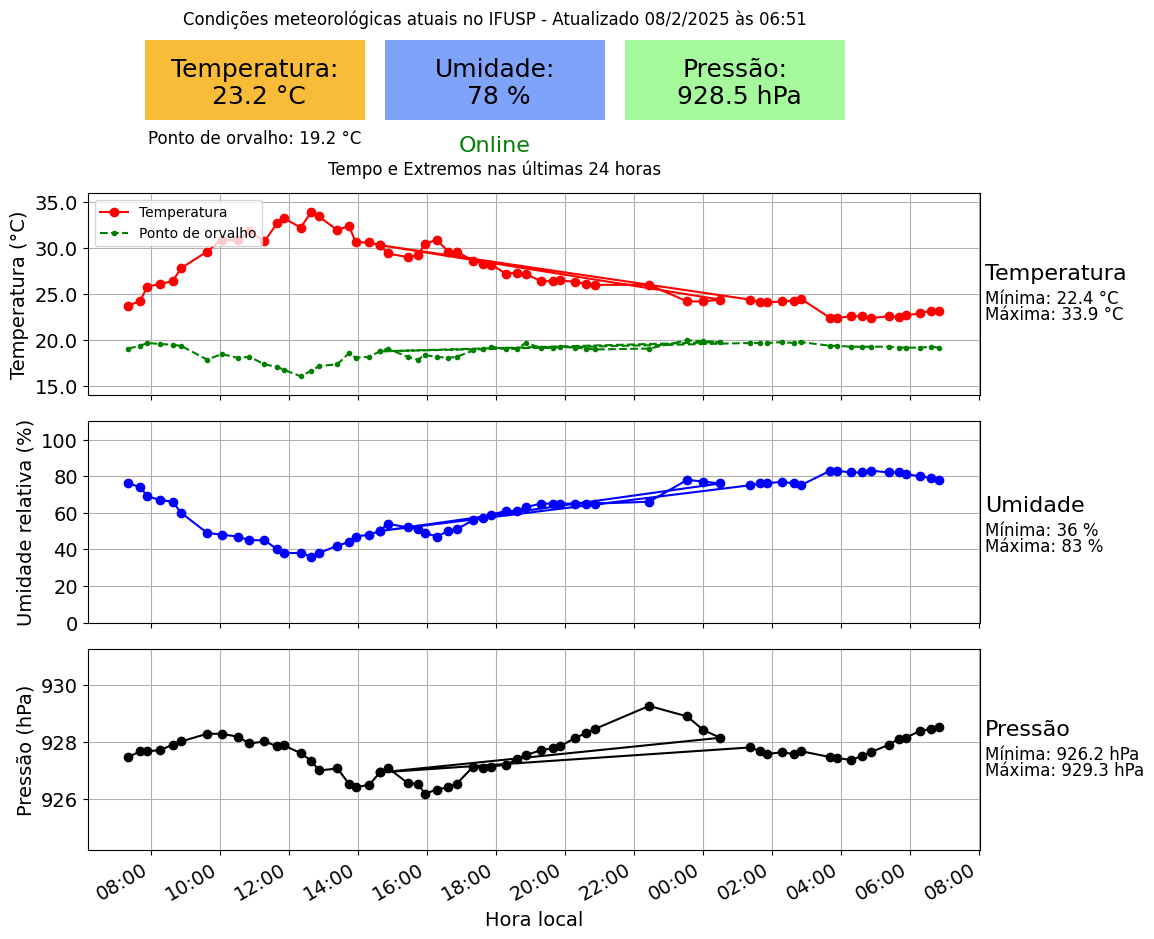 Condições meteorológicas atuais no IFUSP - Atualizado 08/2/2025 às 06:51
Temperatura:
23.2 °C
Umidade:
78 %
Pressão:
928.5 hPa
Ponto de orvalho: 19.2 °C
Online
Tempo e Extremos nas últimas 24 horas
Temperatura (°C)
35.0
30.0
25.0
20.0
15.0
Temperatura
Ponto de orvalho
Temperatura
Mínima: 22.4 °C
Máxima: 33.9 °C
Umidade relativa (%)
100
80
60
40
20
0
Umidade
Mínima: 36 %
Máxima: 83 %
Pressão (hPa)
930
928
926
Pressão
Mínima: 926.2 hPa
Máxima: 929.3 hPa
08:00
10:00
12:00
14:00
16:00
18:00
20:00
22:00
00:00
02:00
04:00
06:00
08:00
Hora local